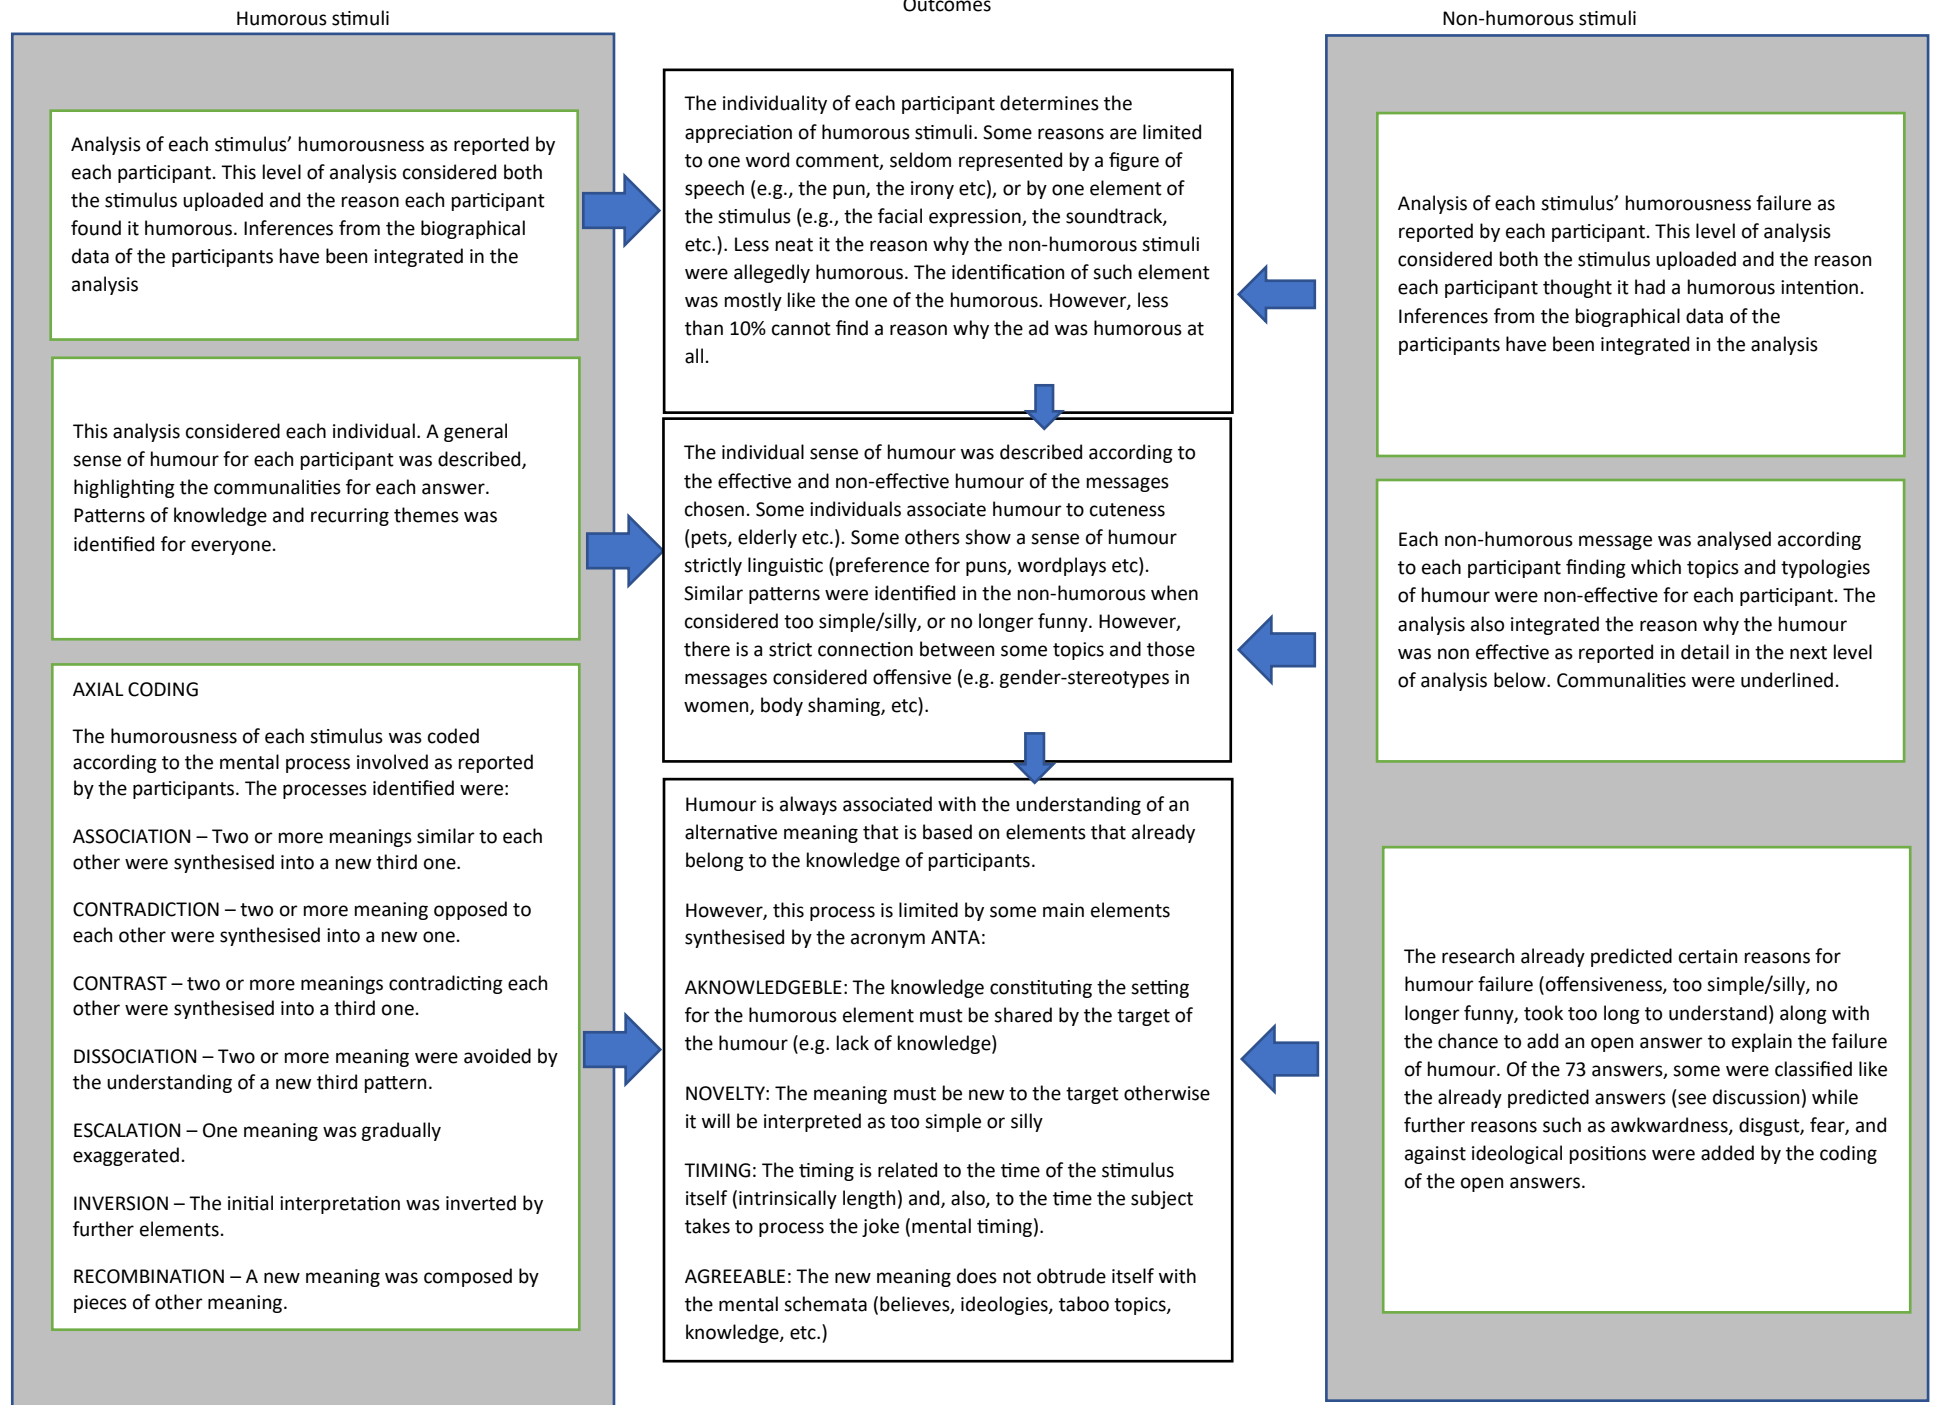 Humorous stimuli
Outcomes
Non-humorous stimuli
Analysis of each stimulus’ humorousness as reported by
each participant. This level of analysis considered both
the stimulus uploaded and the reason each participant
found it humorous. Inferences from the biographical
data of the participants have been integrated in the
analysis
This analysis considered each individual. A general
sense of humour for each participant was described,
highlighting the communalities for each answer.
Patterns of knowledge and recurring themes was
identified for everyone.
AXIAL CODING
The humorousness of each stimulus was coded
according to the mental process involved as reported
by the participants. The processes identified were:
ASSOCIATION – Two or more meanings similar to each
other were synthesised into a new third one.
CONTRADICTION – two or more meaning opposed to
each other were synthesised into a new one.
CONTRAST – two or more meanings contradicting each
other were synthesised into a third one.
DISSOCIATION – Two or more meaning were avoided by
the understanding of a new third pattern.
ESCALATION – One meaning was gradually
exaggerated.
INVERSION – The initial interpretation was inverted by
further elements.
RECOMBINATION – A new meaning was composed by
pieces of other meaning.
The individuality of each participant determines the
appreciation of humorous stimuli. Some reasons are limited
to one word comment, seldom represented by a figure of
speech (e.g., the pun, the irony etc), or by one element of
the stimulus (e.g., the facial expression, the soundtrack,
etc.). Less neat it the reason why the non-humorous stimuli
were allegedly humorous. The identification of such element
was mostly like the one of the humorous. However, less
than 10% cannot find a reason why the ad was humorous at
all.
The individual sense of humour was described according to
the effective and non-effective humour of the messages
chosen. Some individuals associate humour to cuteness
(pets, elderly etc.). Some others show a sense of humour
strictly linguistic (preference for puns, wordplays etc).
Similar patterns were identified in the non-humorous when
considered too simple/silly, or no longer funny. However,
there is a strict connection between some topics and those
messages considered offensive (e.g. gender-stereotypes in
women, body shaming, etc).
Humour is always associated with the understanding of an
alternative meaning that is based on elements that already
belong to the knowledge of participants.
However, this process is limited by some main elements
synthesised by the acronym ANTA:
AKNOWLEDGEBLE: The knowledge constituting the setting
for the humorous element must be shared by the target of
the humour (e.g. lack of knowledge)
NOVELTY: The meaning must be new to the target otherwise
it will be interpreted as too simple or silly
TIMING: The timing is related to the time of the stimulus
itself (intrinsically length) and, also, to the time the subject
takes to process the joke (mental timing).
AGREEABLE: The new meaning does not obtrude itself with
the mental schemata (believes, ideologies, taboo topics,
knowledge, etc.)
Analysis of each stimulus’ humorousness failure as
reported by each participant. This level of analysis
considered both the stimulus uploaded and the reason
each participant thought it had a humorous intention.
Inferences from the biographical data of the
participants have been integrated in the analysis
Each non-humorous message was analysed according
to each participant finding which topics and typologies
of humour were non-effective for each participant. The
analysis also integrated the reason why the humour
was non effective as reported in detail in the next level
of analysis below. Communalities were underlined.
The research already predicted certain reasons for
humour failure (offensiveness, too simple/silly, no
longer funny, took too long to understand) along with
the chance to add an open answer to explain the failure
of humour. Of the 73 answers, some were classified like
the already predicted answers (see discussion) while
further reasons such as awkwardness, disgust, fear, and
against ideological positions were added by the coding
of the open answers.